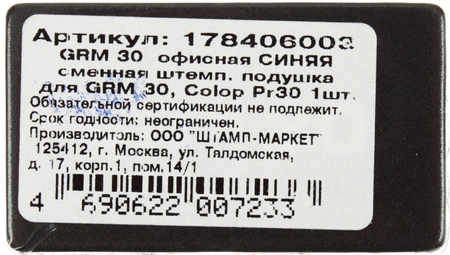 Артикул: 178406003
GRM 30 офисная СИНЯЯ
сменная штемп. подушка
для GRM 30, Colop Pr30 1шт.
Обязательной сертификации не подлежит.
Срок годности: неограничен.
Производитель: ООО "ШТАМП-МАРКЕТ"
125412, г. Москва, ул. Талдомская,
д. 17, корп.1, пом.14/1
4 690622 007233